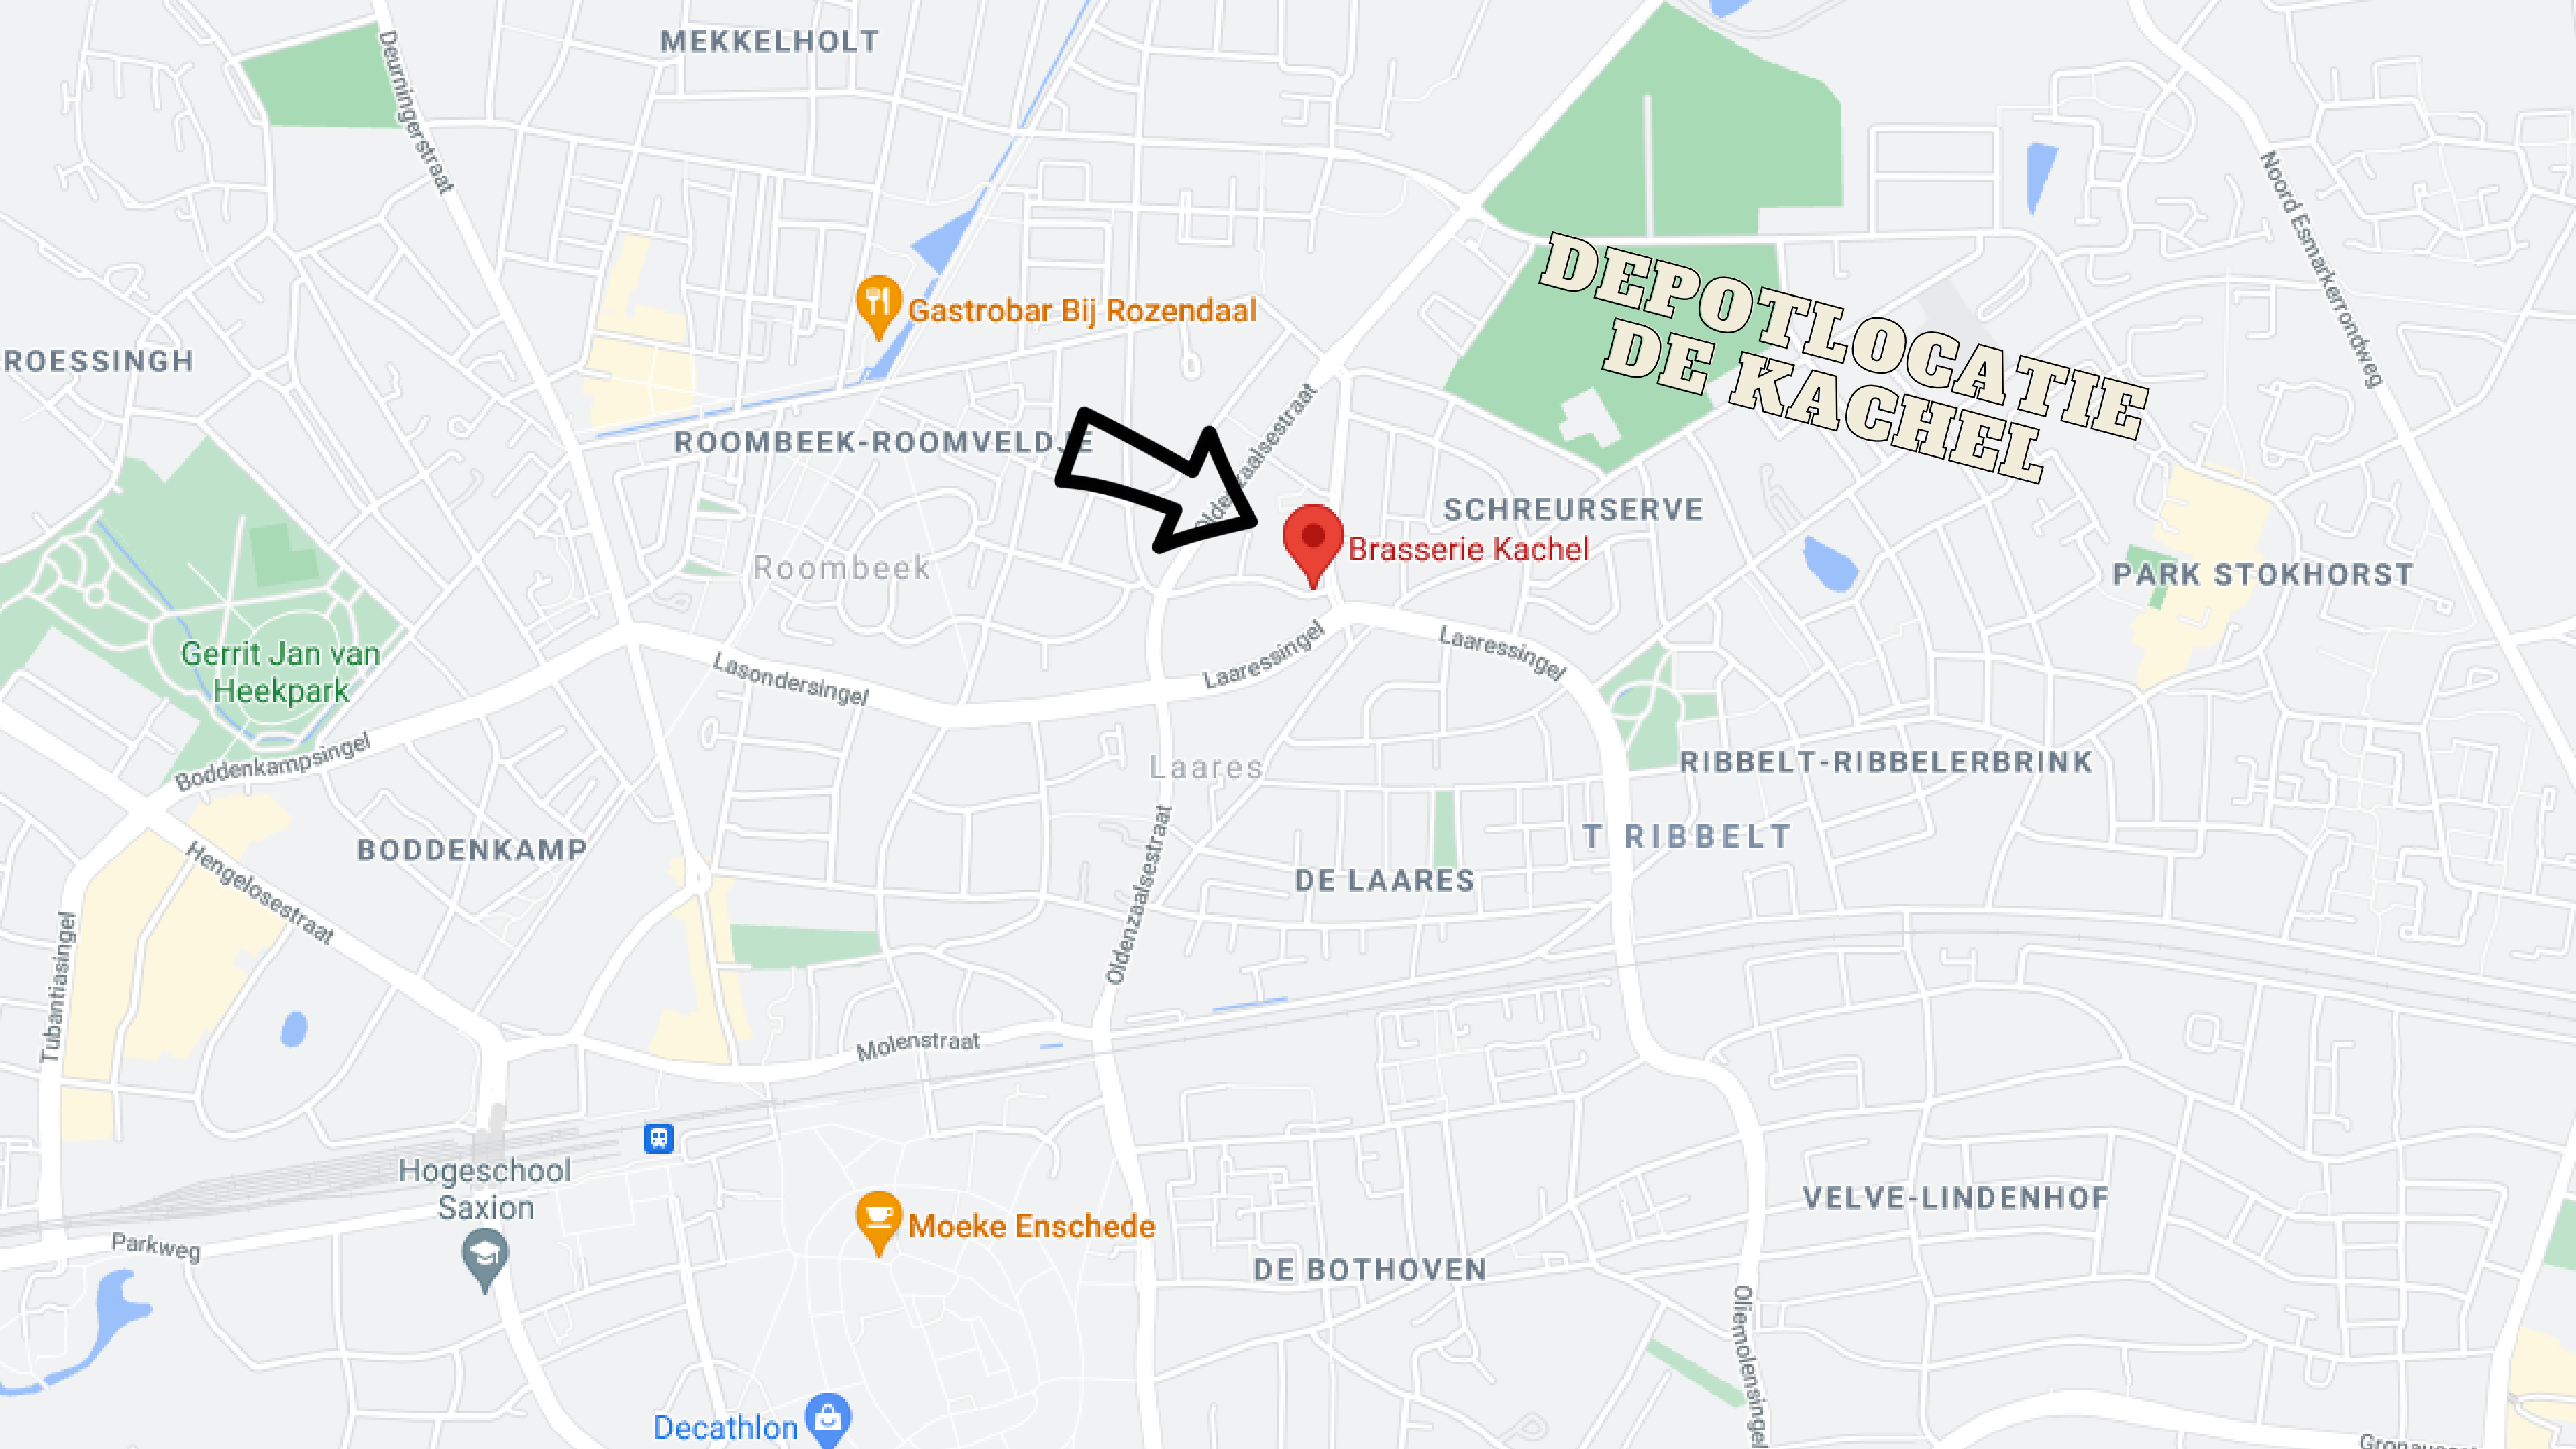 MEKKELHOLT
Deurningerstraat
Noord Esmarkerrondweg
Gastrobar Bij Rozendaal
DEPOTLOCATIE
DE KACHEL
ROESSINGH
ROOMBEEK-ROOMVELDJE
Oldenzaalsestraat
SCHREURSERVE
Brasserie Kachel
Roombeek
PARK STOKHORST
Gerrit Jan van
Heekpark
Lasondersingel
Laaressingel
Laaressingel
Boddenkampsingel
Laares
RIBBELT-RIBBELERBRINK
T RIBBELT
BODDENKAMP
Hengelosestraat
DE LAARES
Oldenzaalsestraat
Tubantiasingel
Molenstraat
Hogeschool
Saxion
Parkweg
Moeke Enschede
VELVE-LINDENHOF
DE BOTHOVEN
Oliemolensingel
Decathlon